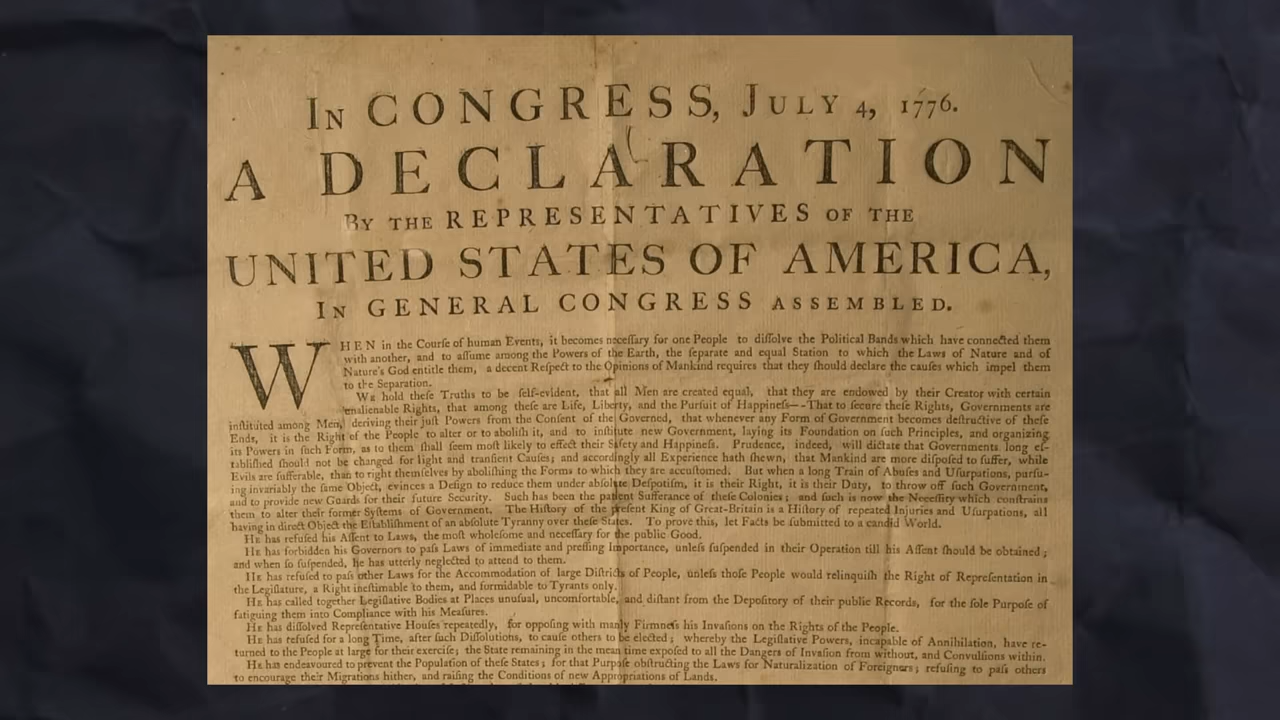 IN CONGRESS, JULY 4, 1776.
A DECLARATION
BY THE REPRESENTATIVES OF THE
UNITED STATES OF AMERICA,
IN GENERAL CONGRESS ASSEMBLED.
WHEN in the Courſe of human Events, it becomes neceſſary for one People to diſſolve the Political Bands which have connected them
with another, and to aſſume among the Powers of the Earth, the ſeparate and equal Station to which the Laws of Nature and of
Nature's God entitle them, a decent Reſpect to the Opinions of Mankind requires that they ſhould declare the cauſes which impel them
to the Separation.
WE hold theſe Truths to be ſelf-evident, that all Men are created equal, that they are endowed by their Creator with certain
unalienable Rights, that among theſe are Life, Liberty, and the Purſuit of Happineſs--That to ſecure theſe Rights, Governments are
inſtituted among Men, deriving their juſt Powers from the Conſent of the Governed, that whenever any Form of Government becomes deſtructive of theſe
Ends, it is the Right of the People to alter or to aboliſh it, and to inſtitute new Government, laying its Foundation on ſuch Principles, and organizing
its Powers in ſuch Form, as to them ſhall ſeem moſt likely to effect their Safety and Happineſs. Prudence, indeed, will dictate that Governments long eſ-
tabliſhed ſhould not be changed for light and tranſient Cauſes; and accordingly all Experience hath ſhewn, that Mankind are more diſpoſed to ſuffer, while
Evils are ſufferable, than to right themſelves by aboliſhing the Forms to which they are accuſtomed. But when a long Train of Abuſes and Uſurpations, purſu-
ing invariably the ſame Object, evinces a Deſign to reduce them under abſolute Deſpotiſm, it is their Right, it is their Duty, to throw off ſuch Government,
and to provide new Guards for their future Security. Such has been the patient Sufferance of theſe Colonies; and ſuch is now the Neceſſity which conſtrains
them to alter their former Syſtems of Government. The Hiſtory of the preſent King of Great-Britain is a Hiſtory of repeated Injuries and Uſurpations, all
having in direct Object the Eſtabliſhment of an abſolute Tyranny over theſe States. To prove this, let Facts be ſubmitted to a candid World.
HE has refuſed his Aſſent to Laws, the moſt wholeſome and neceſſary for the public Good.
HE has forbidden his Governors to paſs Laws of immediate and preſſing Importance, unleſs ſuſpended in their Operation till his Aſſent ſhould be obtained;
and when ſo ſuſpended, he has utterly neglected to attend to them.
HE has refuſed to paſs other Laws for the Accommodation of large Diſtricts of People, unleſs thoſe People would relinquiſh the Right of Repreſentation in
the Legiſlature, a Right ineſtimable to them, and formidable to Tyrants only.
HE has called together Legiſlative Bodies at Places unuſual, uncomfortable, and diſtant from the Depoſitory of their public Records, for the ſole Purpoſe of
fatiguing them into Compliance with his Meaſures.
HE has diſſolved Repreſentative Houſes repeatedly, for oppoſing with manly Firmneſs his Invaſions on the Rights of the People.
HE has refuſed for a long Time, after ſuch Diſſolutions, to cauſe others to be elected; whereby the Legiſlative Powers, incapable of Annihilation, have re-
turned to the People at large for their exerciſe; the State remaining in the mean time expoſed to all the Dangers of Invaſion from without, and Convulſions within.
HE has endeavoured to prevent the Population of theſe States; for that Purpoſe obſtructing the Laws for Naturalization of Foreigners; refuſing to paſs others
to encourage their Migrations hither, and raiſing the Conditions of new Appropriations of Lands.